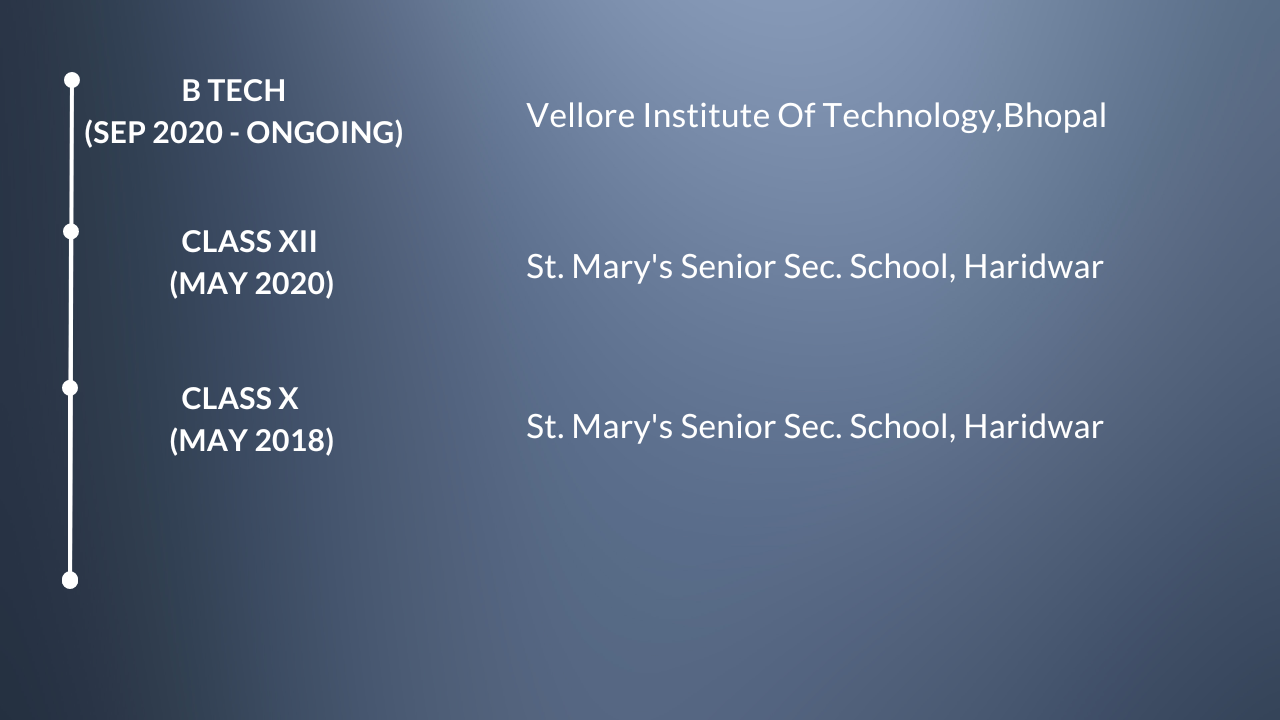 B TECH
(SEP 2020 - ONGOING)
Vellore Institute Of Technology,Bhopal
CLASS XII
(MAY 2020)
St. Mary's Senior Sec. School, Haridwar
CLASS X
(MAY 2018)
St. Mary's Senior Sec. School, Haridwar